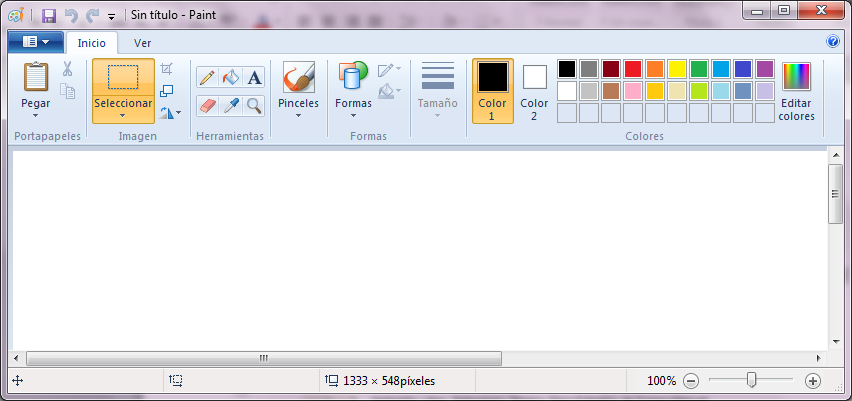 Sin título - Paint
Inicio Ver
Pegar
Seleccionar
A
Pinceles
Formas
Tamaño
Color 1
Color 2
Editar colores
Portapapeles Imagen Herramientas Formas Colores
1333 × 548píxeles
100%